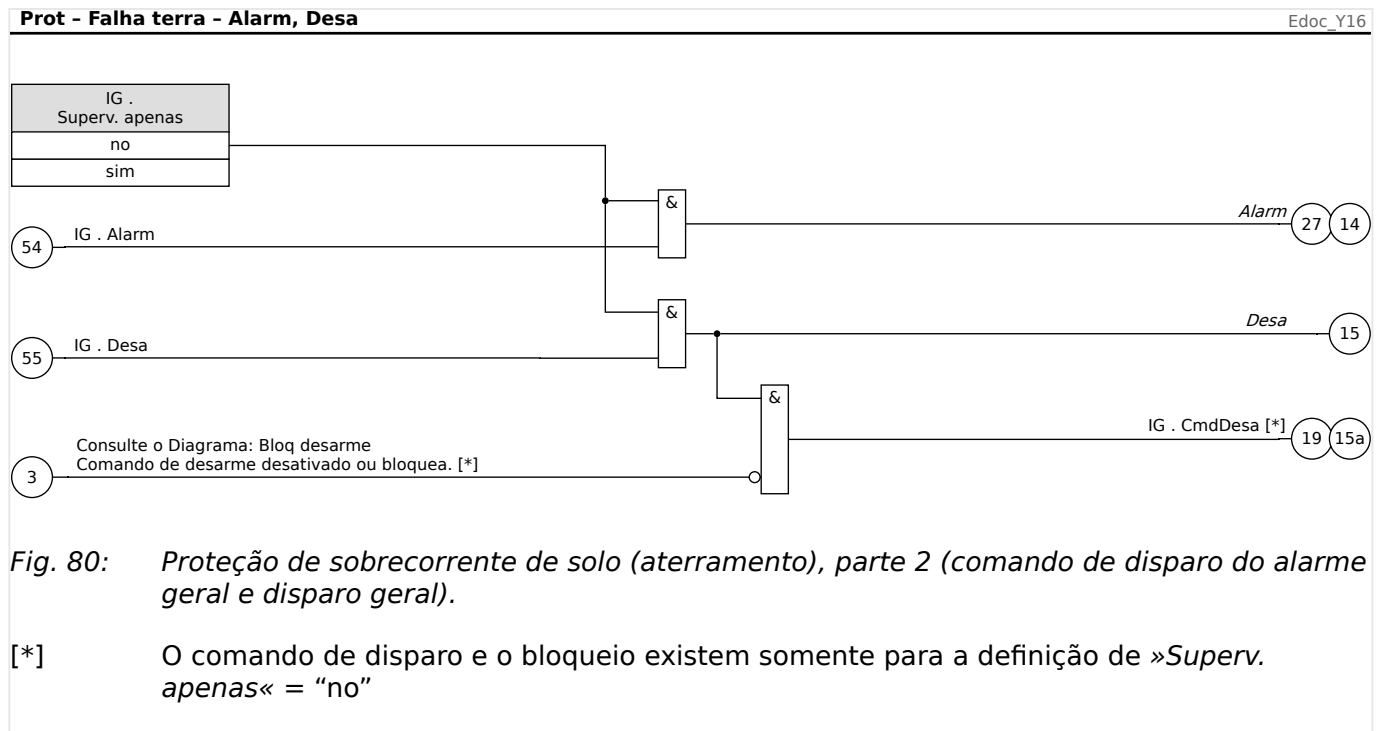 Prot – Falha terra – Alarm, Desa
Edoc_Y16
IG .
Superv. apenas
no
sim
&
Alarm
27 14
54
IG . Alarm
&
Desa
15
55
IG . Desa
&
IG . CmdDesa [*]
19 15a
Consulte o Diagrama: Bloq desarme
3
Comando de desarme desativado ou bloquea. [*]
Fig. 80: Proteção de sobrecorrente de solo (aterramento), parte 2 (comando de disparo do alarme
geral e disparo geral).
[*] O comando de disparo e o bloqueio existem somente para a definição de »Superv.
apenas« = “no”